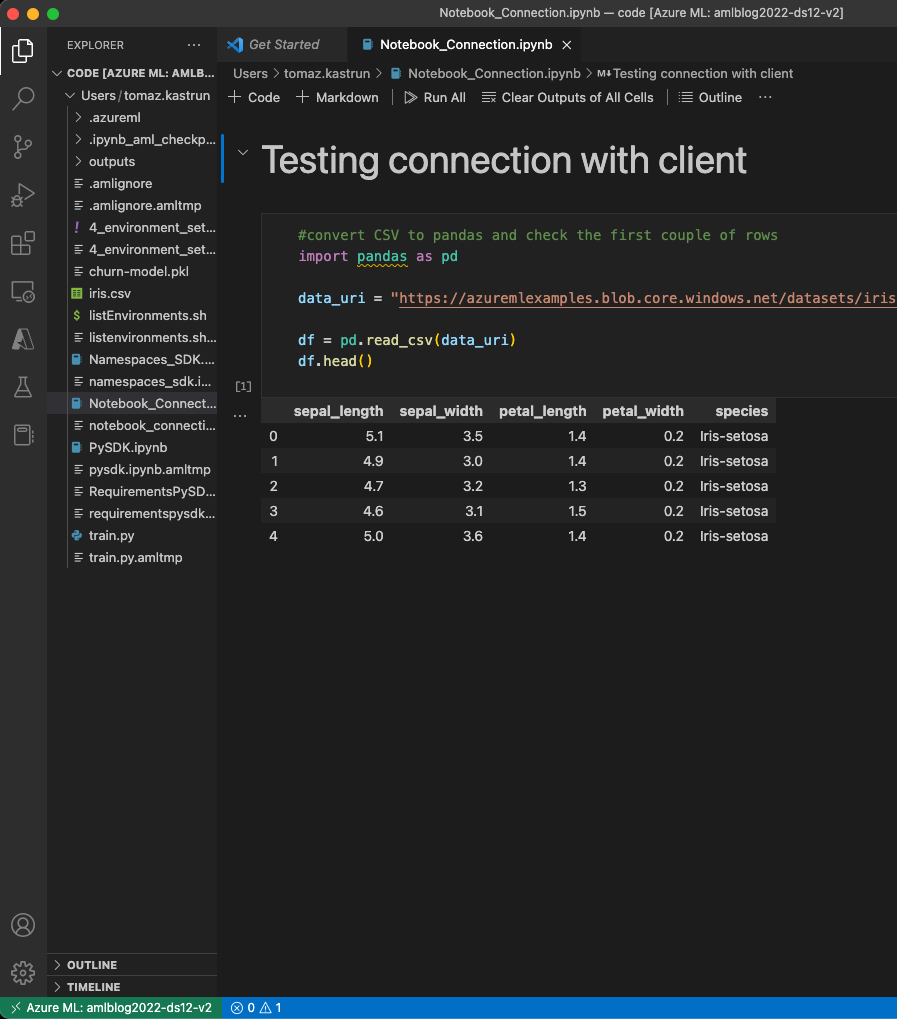 Notebook_Connection.ipynb — code [Azure ML: amlblog2022-ds12-v2]
EXPLORER ···
CODE [AZURE ML: AMLB...
Users / tomaz.kastrun
.azureml
.ipynb_aml_checkp...
outputs
.amlignore
.amlignore.amltmp
! 4_environment_set...
4_environment_set...
churn-model.pkl
iris.csv
$ listEnvironments.sh
listenvironments.sh...
Namespaces_SDK....
namespaces_sdk.i...
Notebook_Connect...
notebook_connecti...
PySDK.ipynb
pysdk.ipynb.amltmp
RequirementsPySD...
requirementspysdk...
train.py
train.py.amltmp
OUTLINE
TIMELINE
Get Started
Notebook_Connection.ipynb ×
Users > tomaz.kastrun > Notebook_Connection.ipynb > M↓Testing connection with client
+ Code + Markdown Run All Clear Outputs of All Cells Outline ···
Testing connection with client
#convert CSV to pandas and check the first couple of rows
import pandas as pd
data_uri = "https://azuremlexamples.blob.core.windows.net/datasets/iris
df = pd.read_csv(data_uri)
df.head()
[1]
...
sepal_length sepal_width petal_length petal_width species
0 5.1 3.5 1.4 0.2 Iris-setosa
1 4.9 3.0 1.4 0.2 Iris-setosa
2 4.7 3.2 1.3 0.2 Iris-setosa
3 4.6 3.1 1.5 0.2 Iris-setosa
4 5.0 3.6 1.4 0.2 Iris-setosa
Azure ML: amlblog2022-ds12-v2 0 1